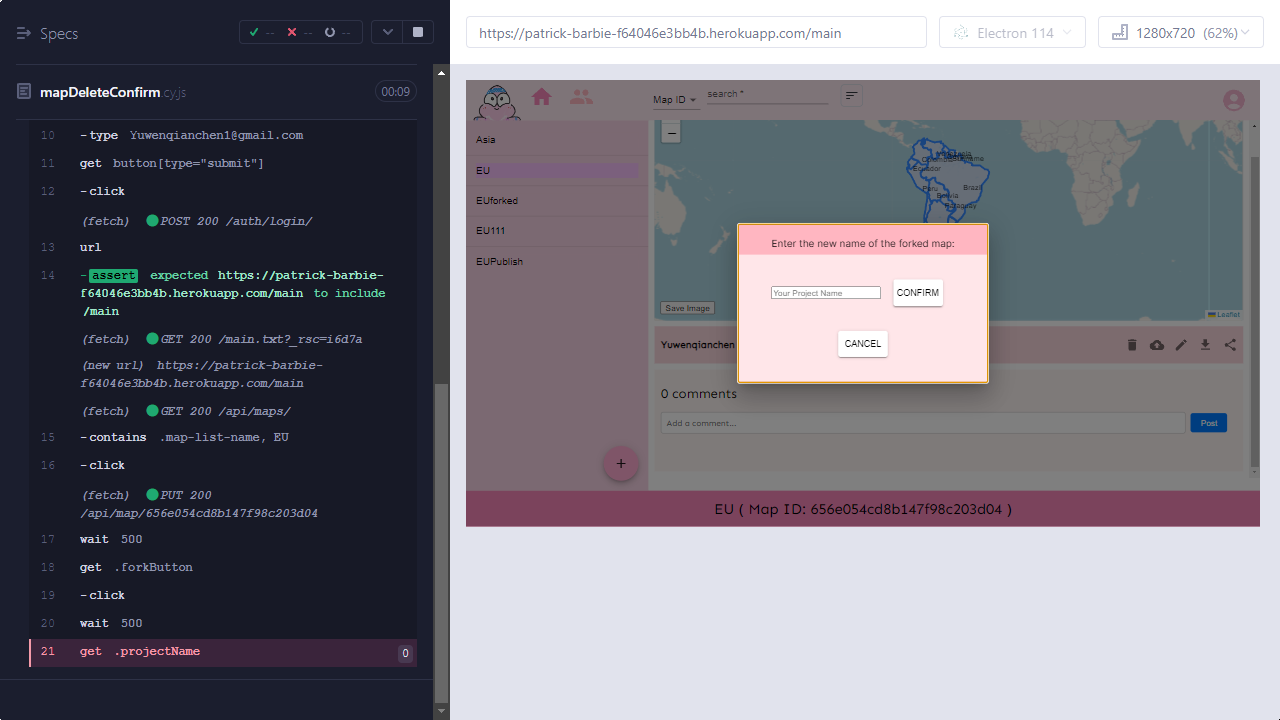 Specs
-- -- --
mapDeleteConfirm.cy.js
00:09
10 -type Yuwenqianchen1@gmail.com
11 get button[type="submit"]
12 -click
(fetch) POST 200 /auth/login/
13 url
14 -assert expected https://patrick-barbie-
f64046e3bb4b.herokuapp.com/main to include
/main
(fetch) GET 200 /main.txt?_rsc=i6d7a
(new url) https://patrick-barbie-
f64046e3bb4b.herokuapp.com/main
(fetch) GET 200 /api/maps/
15 -contains .map-list-name, EU
16 -click
(fetch) PUT 200
/api/map/656e054cd8b147f98c203d04
17 wait 500
18 get .forkButton
19 -click
20 wait 500
21 get .projectName 0
https://patrick-barbie-f64046e3bb4b.herokuapp.com/main
Electron 114
1280x720 (62%)
Map ID
search *
Asia
EU
EUforked
EU111
EUPublish
+
−
Ecuador
Peru
Brazil
Bolivia
Paraguay
Enter the new name of the forked map:
Your Project Name
CONFIRM
CANCEL
Save Image
Leaflet
Yuwenqianchen
0 comments
Add a comment...
Post
EU ( Map ID: 656e054cd8b147f98c203d04 )